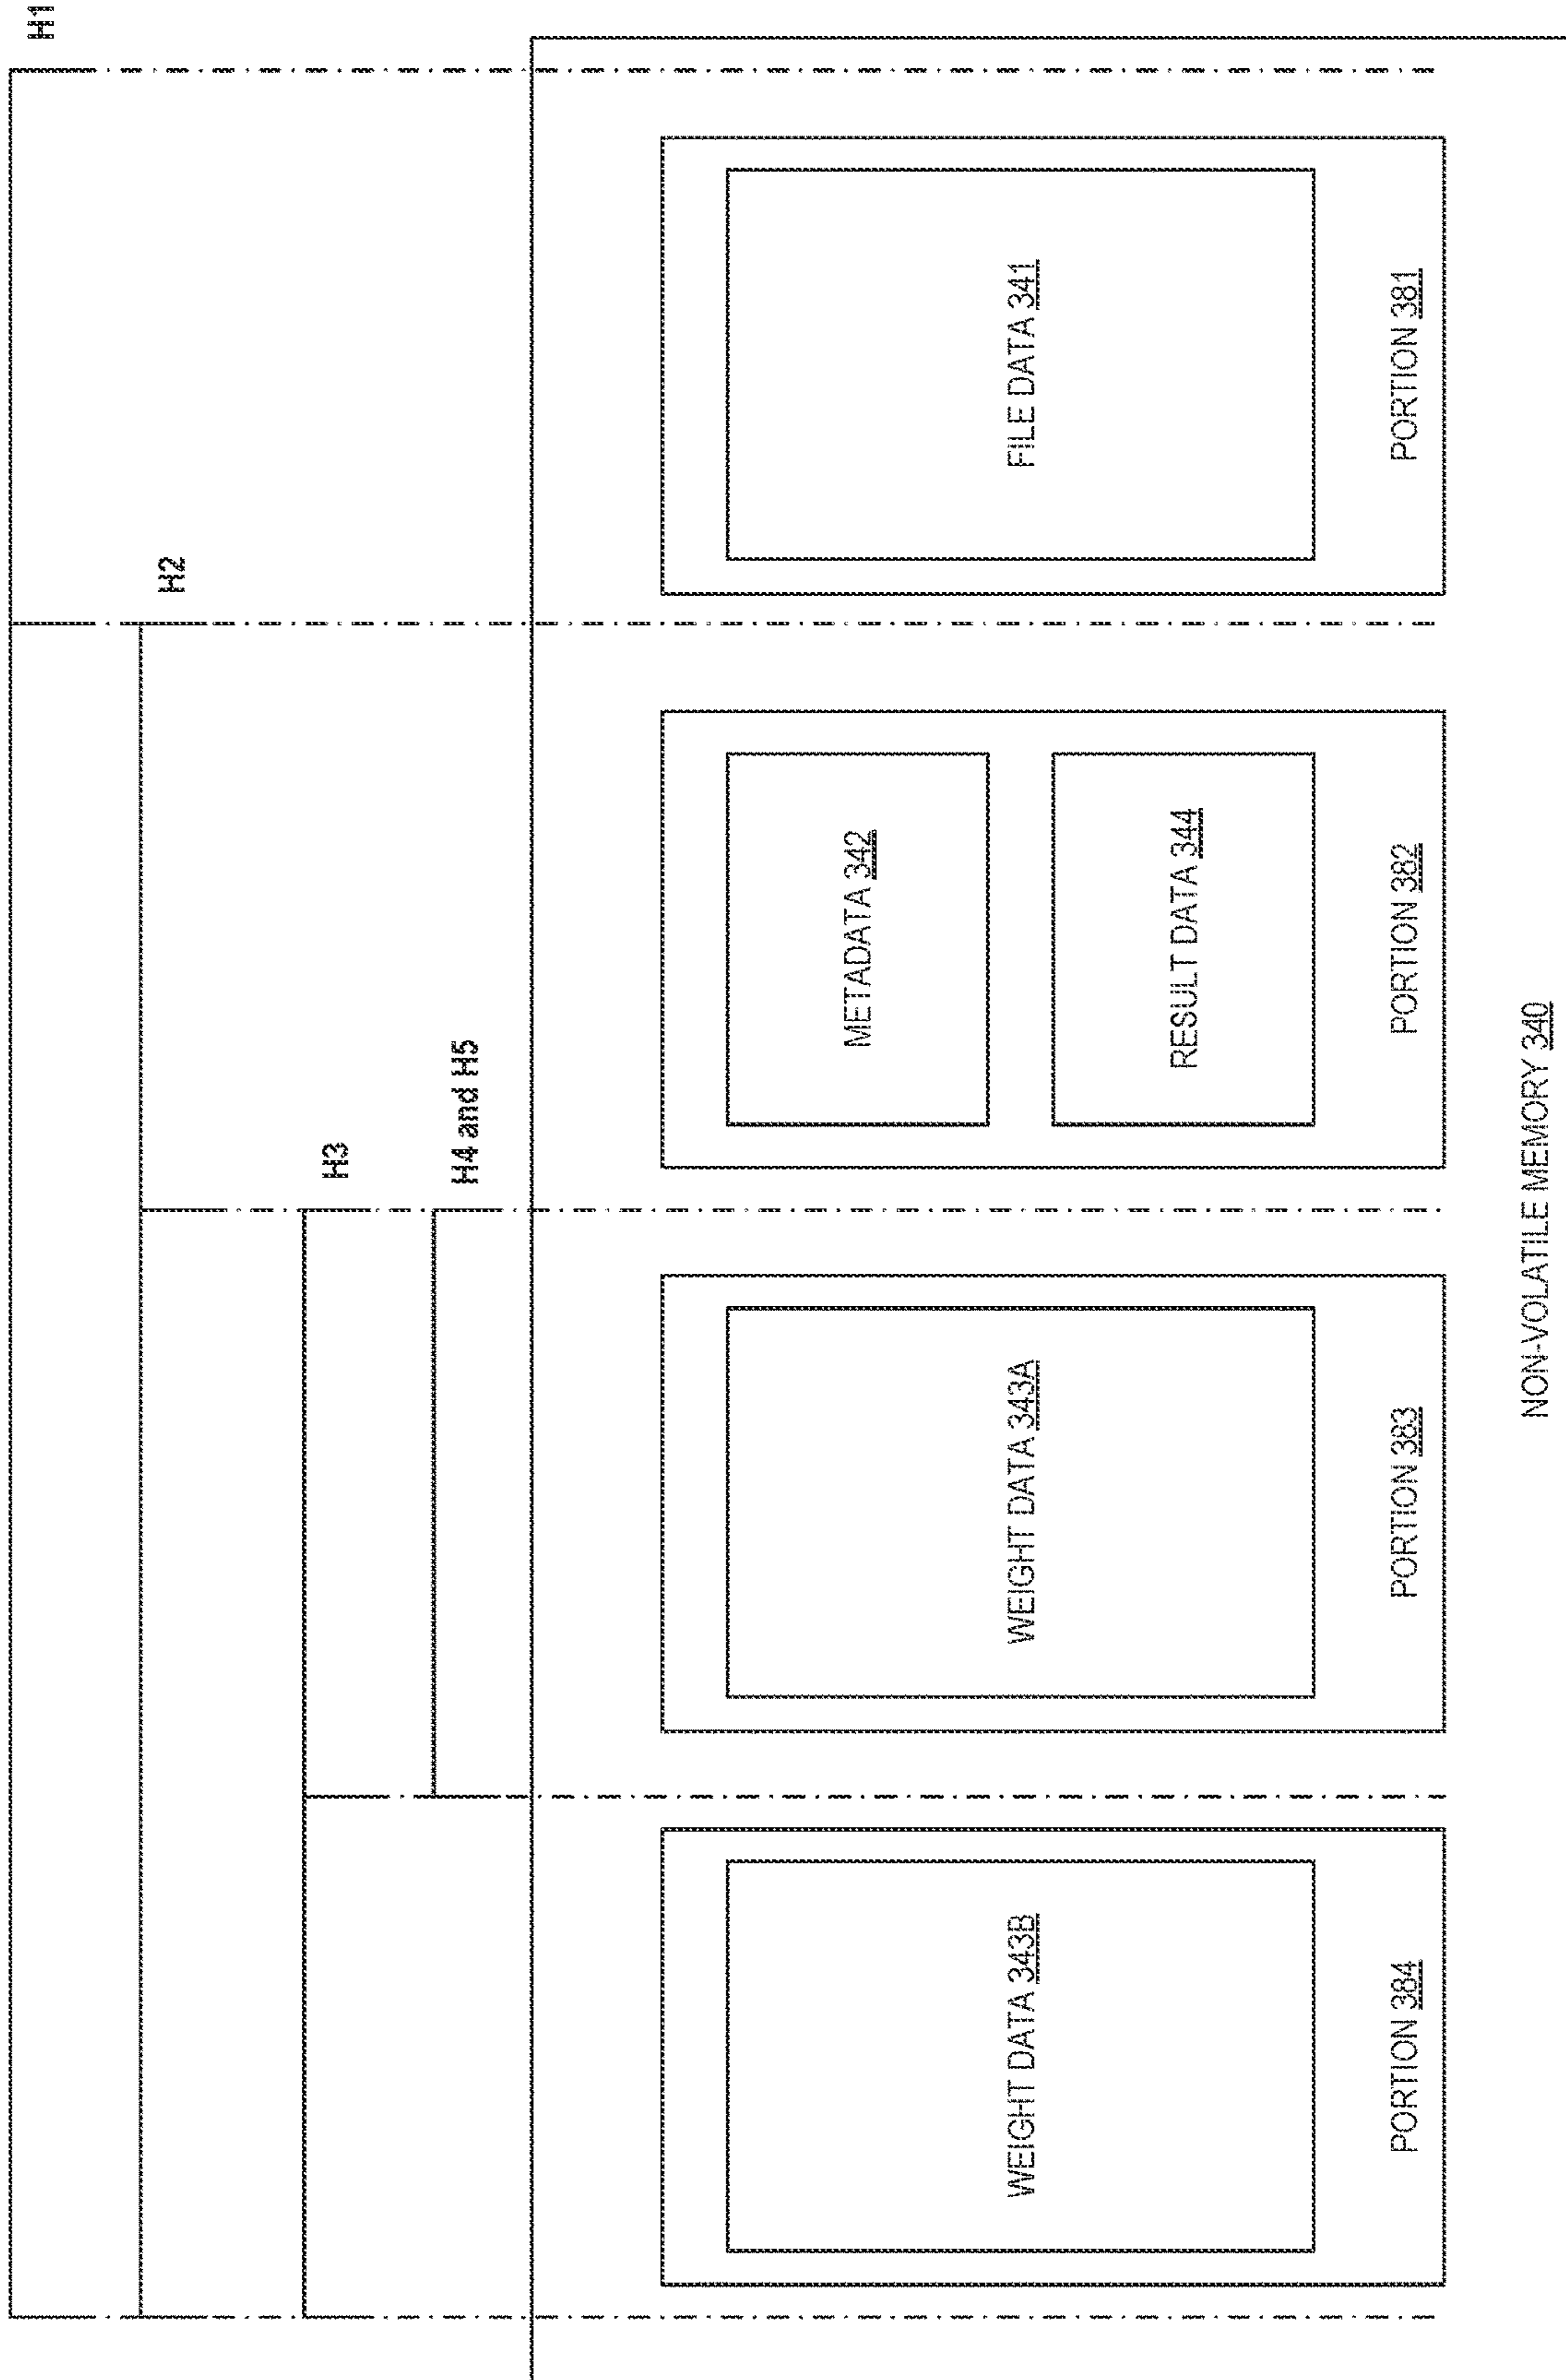 H1
H2
H3
H4 and H5
WEIGHT DATA 343B
PORTION 384
WEIGHT DATA 343A
PORTION 383
METADATA 342
RESULT DATA 344
PORTION 382
FILE DATA 341
PORTION 381
NON-VOLATILE MEMORY 340